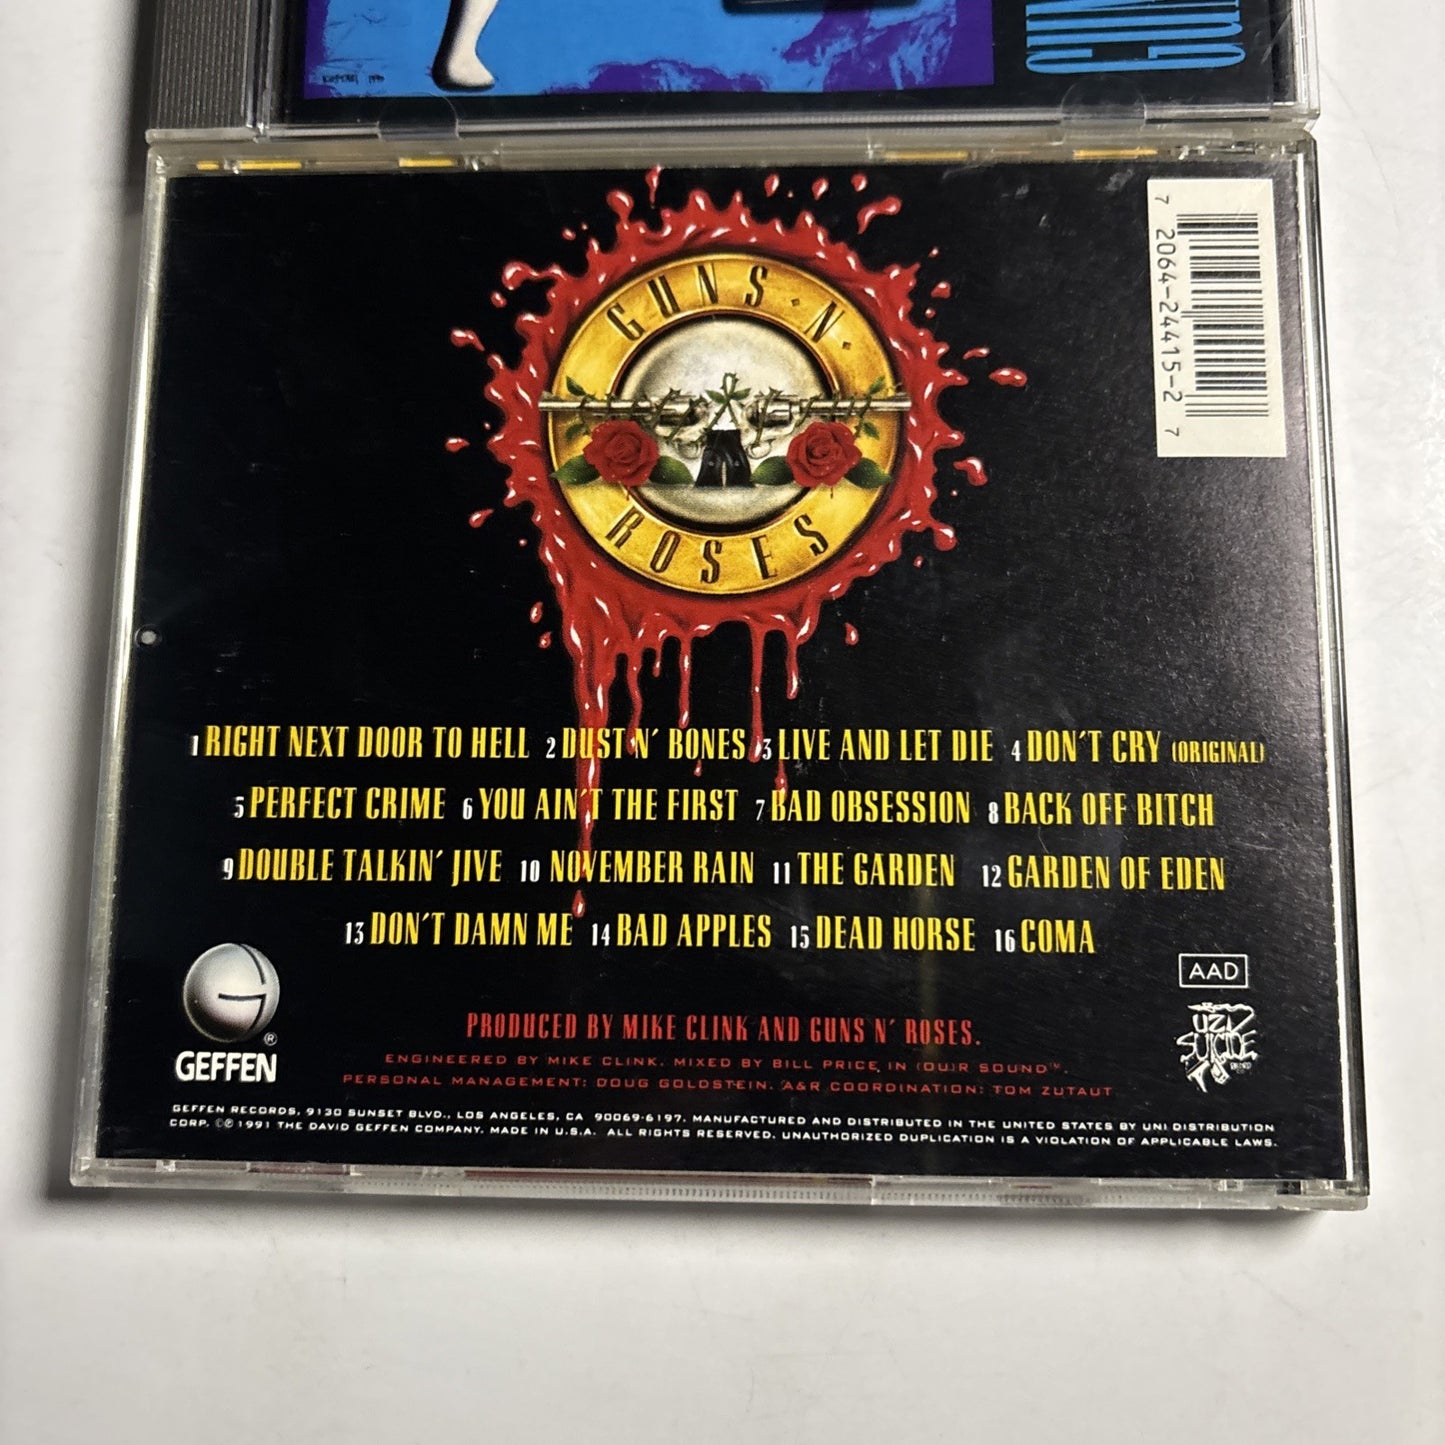 GUNS · N ·
ROSES
7 20064-24415-2 7
1 RIGHT NEXT DOOR TO HELL 2 DUST N' BONES 3 LIVE AND LET DIE 4 DON'T CRY (ORIGINAL)
5 PERFECT CRIME 6 YOU AIN'T THE FIRST 7 BAD OBSESSION 8 BACK OFF BITCH
9 DOUBLE TALKIN' JIVE 10 NOVEMBER RAIN 11 THE GARDEN 12 GARDEN OF EDEN
13 DON'T DAMN ME 14 BAD APPLES 15 DEAD HORSE 16 COMA
AAD
UZI
SUICIDE
GEFFEN
®
PRODUCED BY MIKE CLINK AND GUNS N' ROSES.
ENGINEERED BY MIKE CLINK. MIXED BY BILL PRICE, IN (OU)R SOUND™.
PERSONAL MANAGEMENT: DOUG GOLDSTEIN. A&R COORDINATION: TOM ZUTAUT
GEFFEN RECORDS, 9130 SUNSET BLVD., LOS ANGELES, CA 90069-6197. MANUFACTURED AND DISTRIBUTED IN THE UNITED STATES BY UNI DISTRIBUTION
CORP. ©℗ 1991 THE DAVID GEFFEN COMPANY. MADE IN U.S.A. ALL RIGHTS RESERVED. UNAUTHORIZED DUPLICATION IS A VIOLATION OF APPLICABLE LAWS.